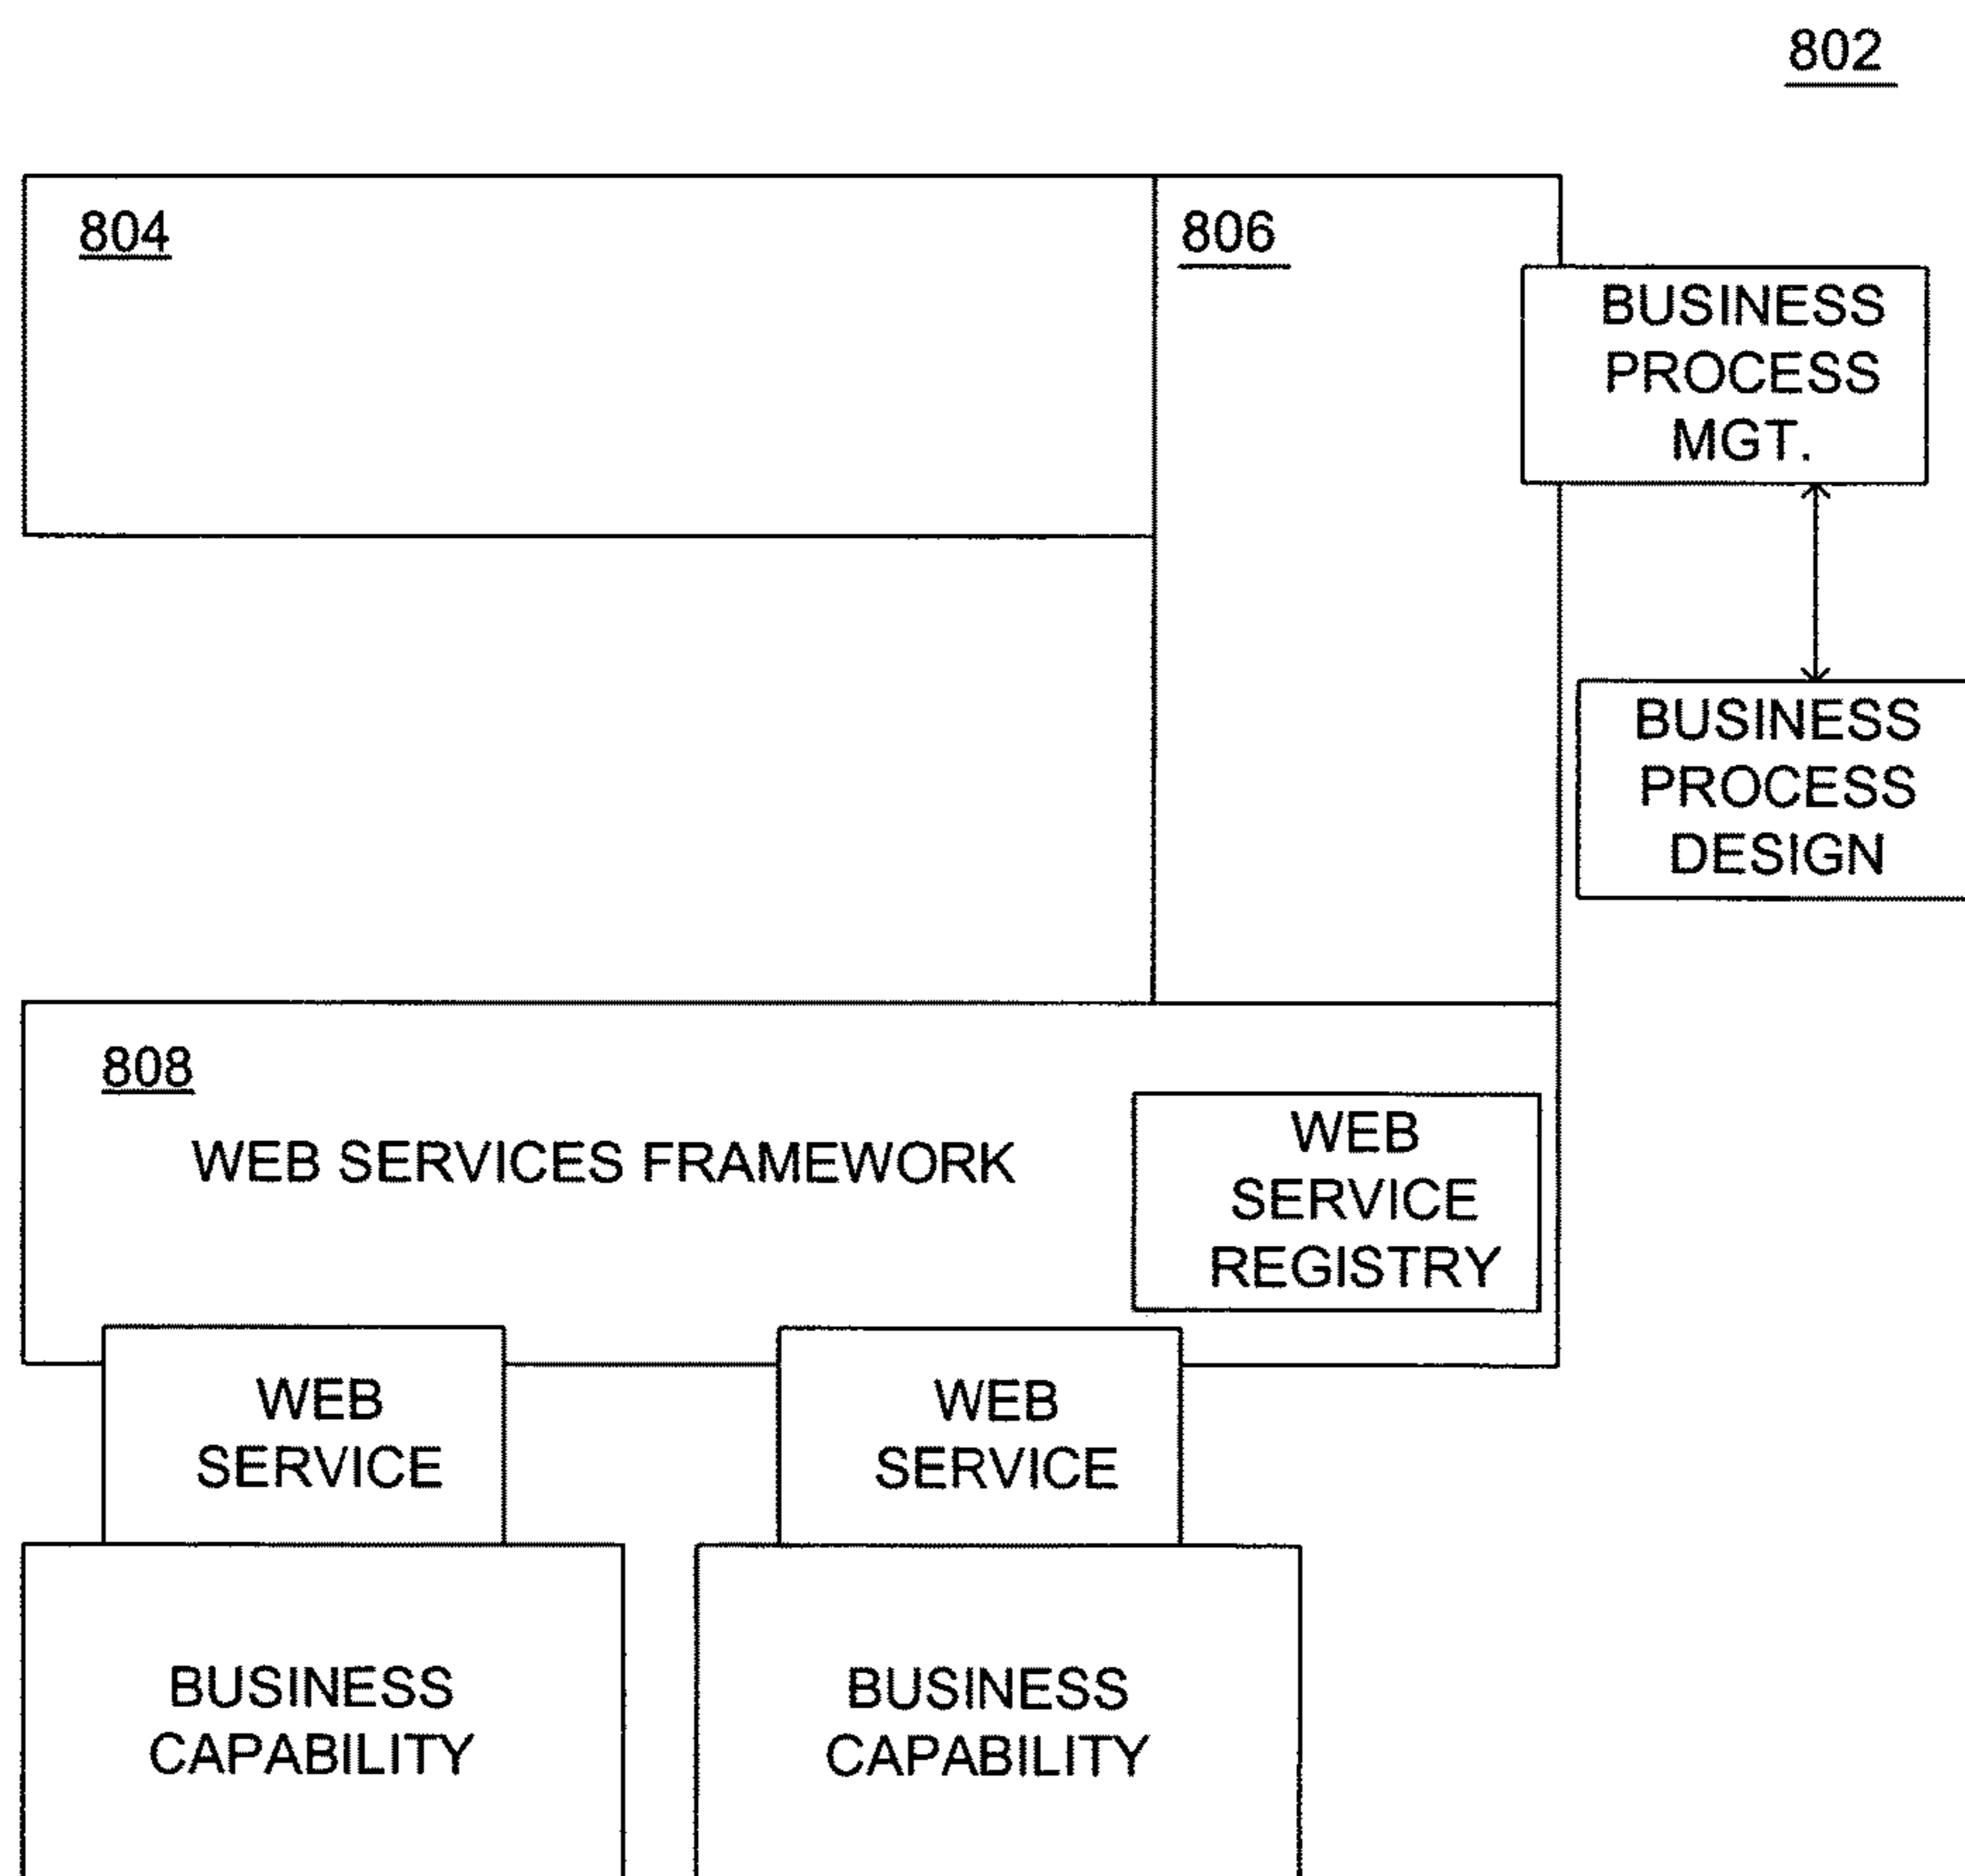 802
804
806
BUSINESS
PROCESS
MGT.
BUSINESS
PROCESS
DESIGN
808
WEB SERVICES FRAMEWORK
WEB
SERVICE
REGISTRY
WEB
SERVICE
WEB
SERVICE
BUSINESS
CAPABILITY
BUSINESS
CAPABILITY